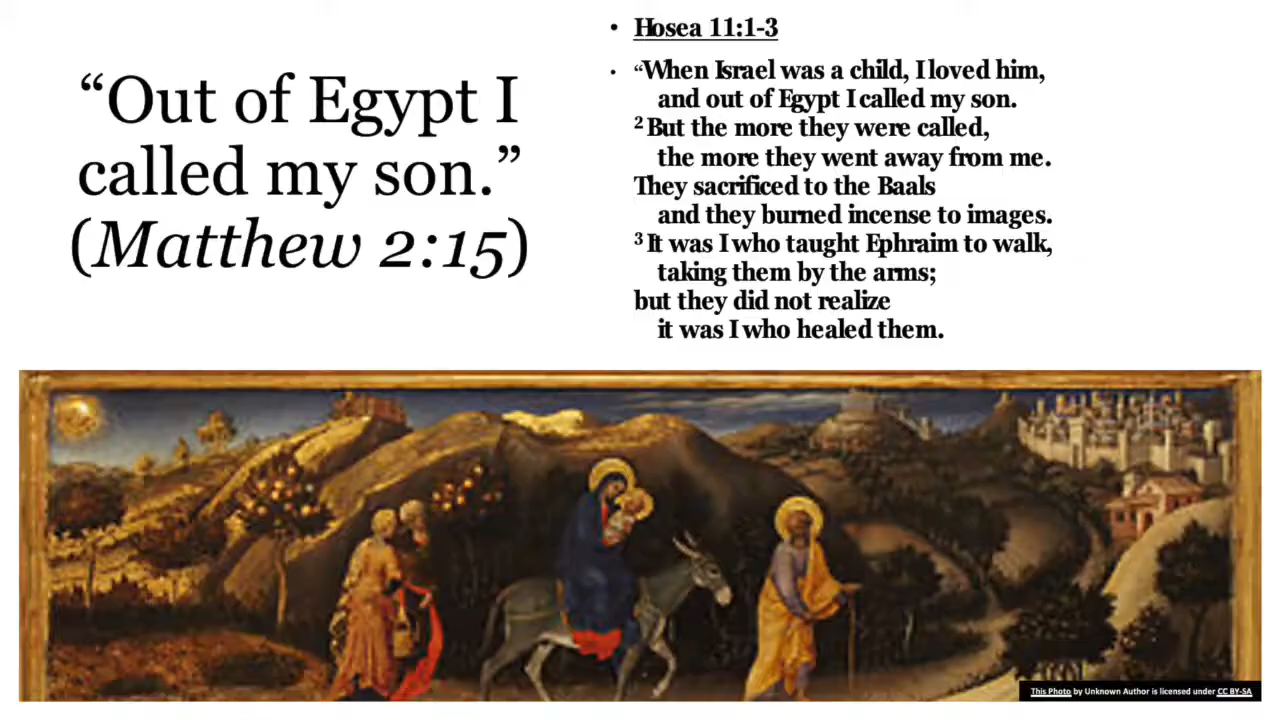 “Out of Egypt I
called my son.”
(Matthew 2:15)
• Hosea 11:1-3
• “When Israel was a child, I loved him,
and out of Egypt I called my son.
² But the more they were called,
the more they went away from me.
They sacrificed to the Baals
and they burned incense to images.
³ It was I who taught Ephraim to walk,
taking them by the arms;
but they did not realize
it was I who healed them.
This Photo by Unknown Author is licensed under CC BY-SA